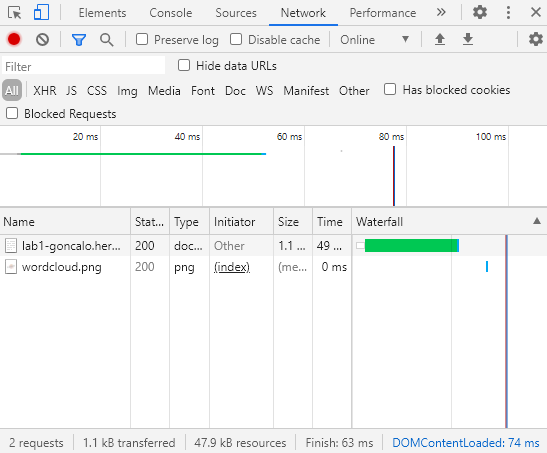 Elements Console Sources Network Performance »
Preserve log Disable cache Online
Filter Hide data URLs
All XHR JS CSS Img Media Font Doc WS Manifest Other Has blocked cookies
Blocked Requests
20 ms 40 ms 60 ms 80 ms 100 ms
Name Stat... Type Initiator Size Time Waterfall
lab1-goncalo.her... 200 doc... Other 1.1 ... 49 ...
wordcloud.png 200 png (index) (me... 0 ms
2 requests 1.1 kB transferred 47.9 kB resources Finish: 63 ms DOMContentLoaded: 74 ms